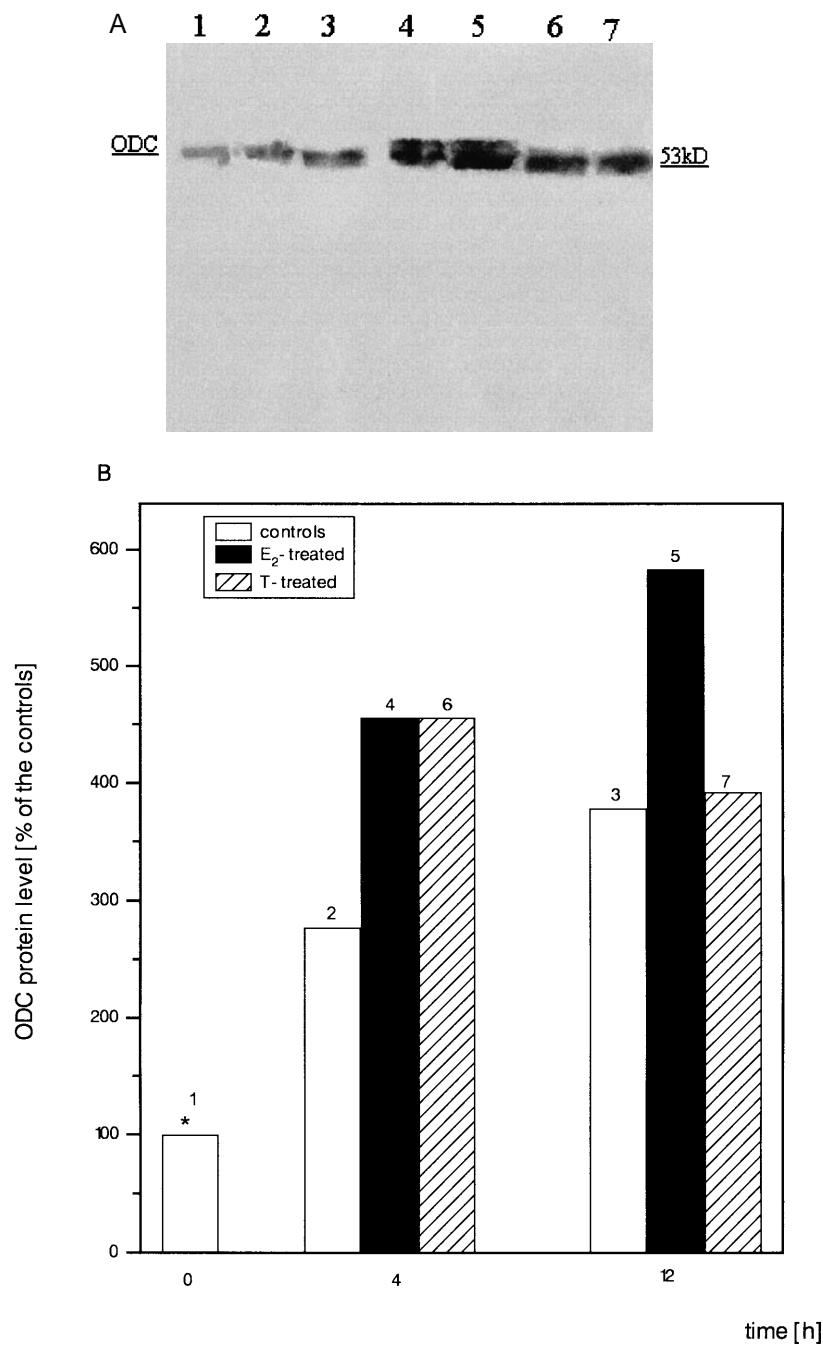 A
1 2 3 4 5 6 7
ODC 53kD
B
controls
E2- treated
T- treated
ODC protein level [% of the controls]
600
500
400
300
200
100
0
1
*
2
4
6
3
5
7
0 4 12
time [h]